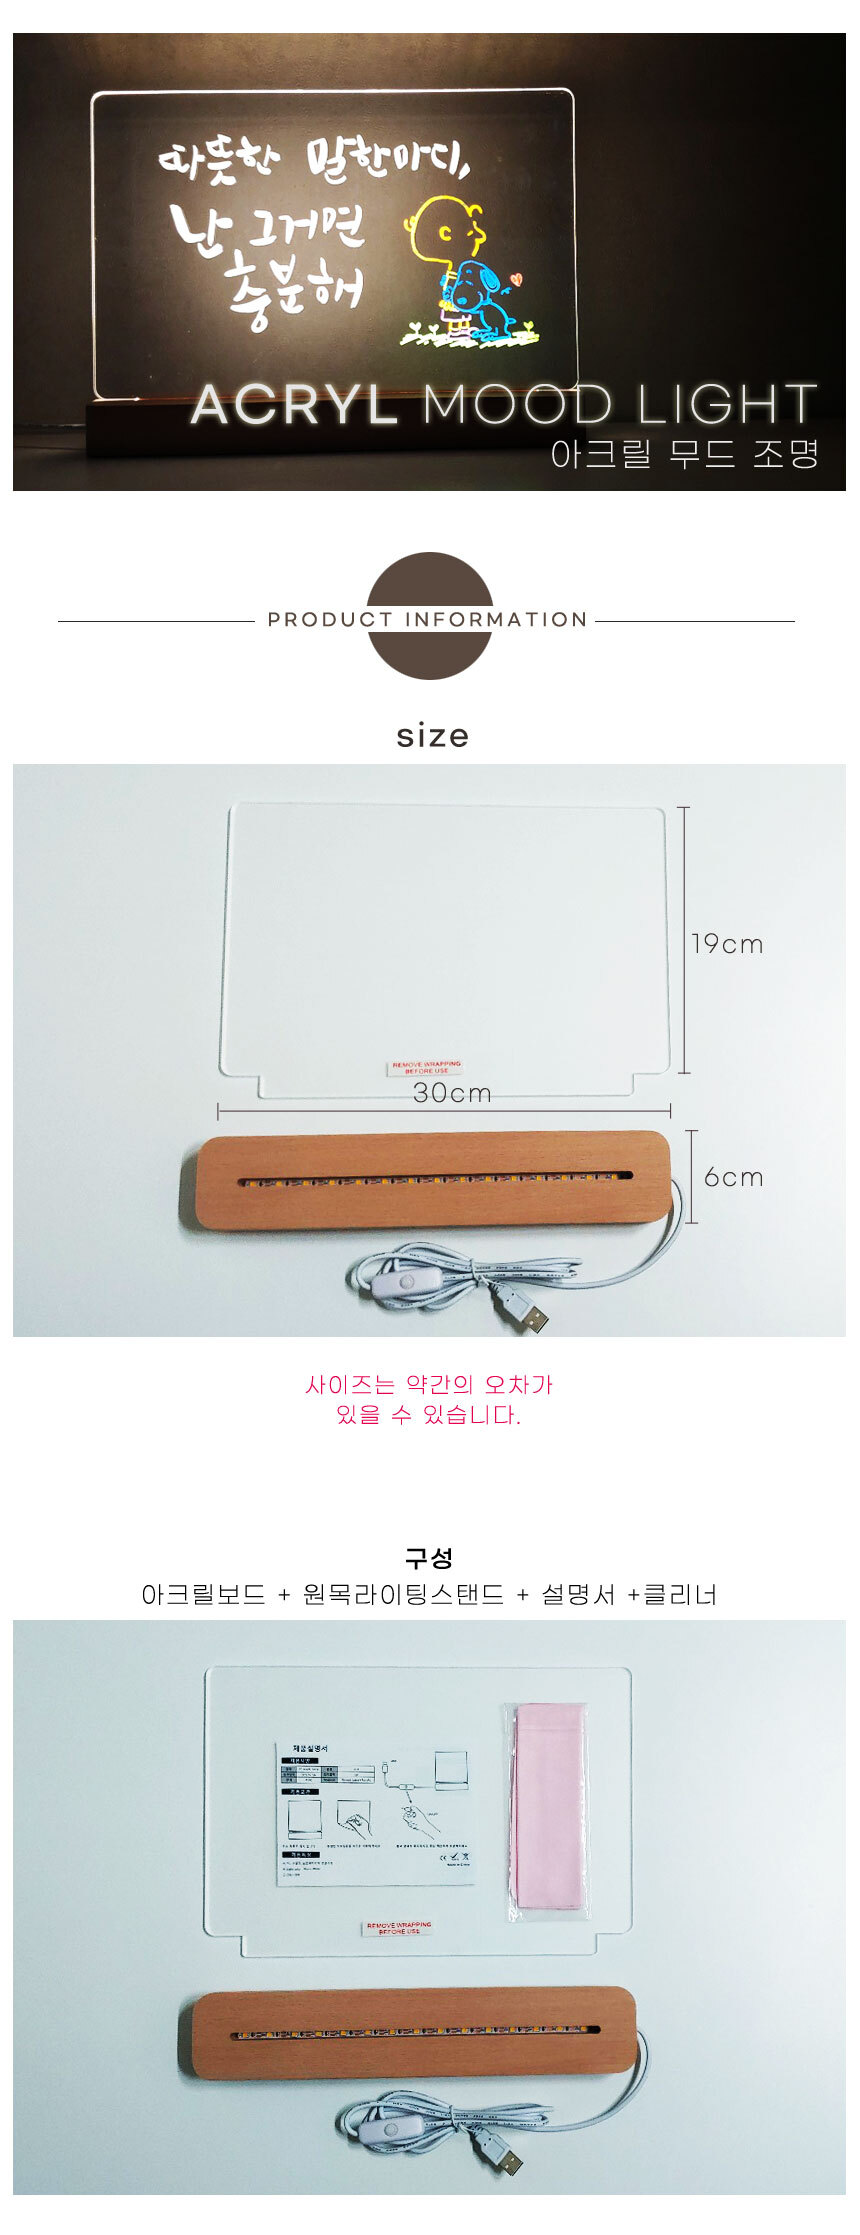 따뜻한 말한마디,
난 그거면
충분해
ACRYL MOOD LIGHT
아크릴 무드 조명
PRODUCT INFORMATION
size
19cm
REMOVE WRAPPING
BEFORE USE
30cm
6cm
사이즈는 약간의 오차가
있을 수 있습니다.
구성
아크릴보드 + 원목라이팅스탠드 + 설명서 +클리너
제품설명서
제품사양
REMOVE WRAPPING
BEFORE USE